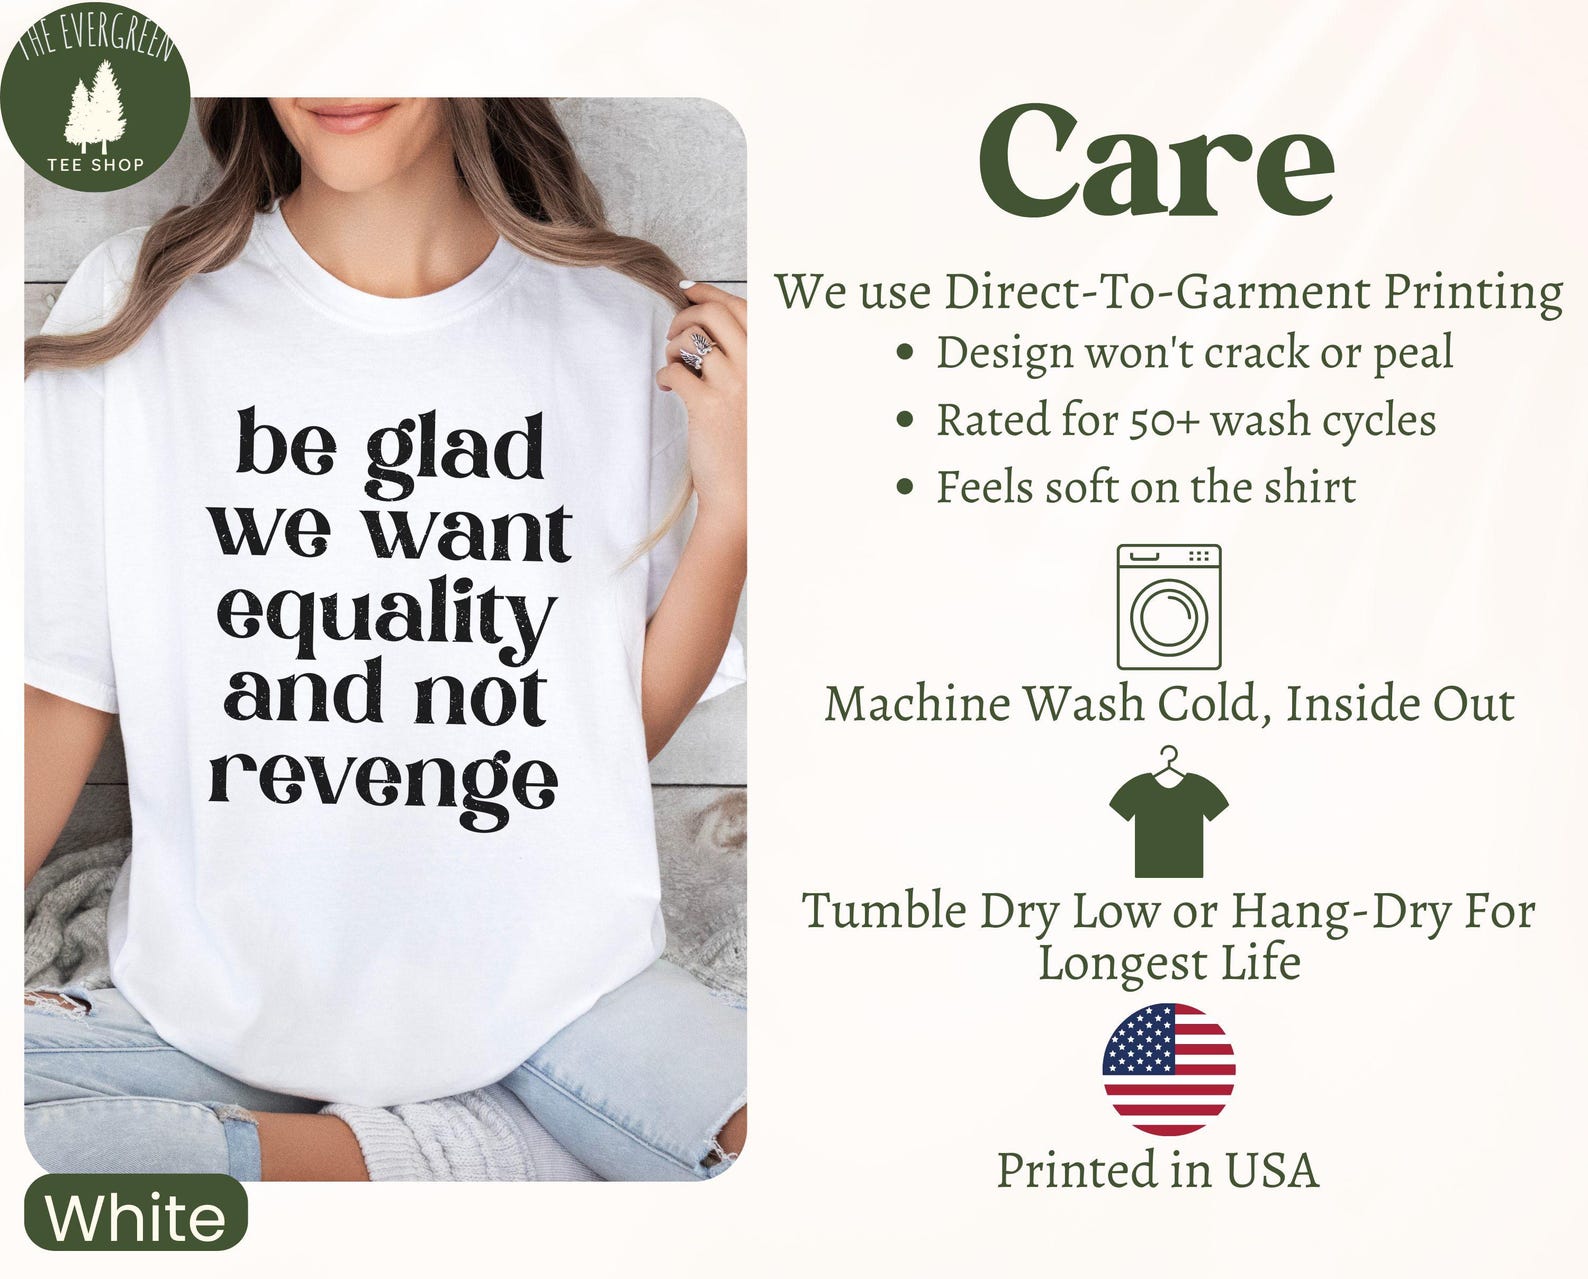 THE EVERGREEN
TEE SHOP
be glad
we want
equality
and not
revenge
White
Care
We use Direct-To-Garment Printing
• Design won't crack or peal
• Rated for 50+ wash cycles
• Feels soft on the shirt
Machine Wash Cold, Inside Out
Tumble Dry Low or Hang-Dry For
Longest Life
Printed in USA